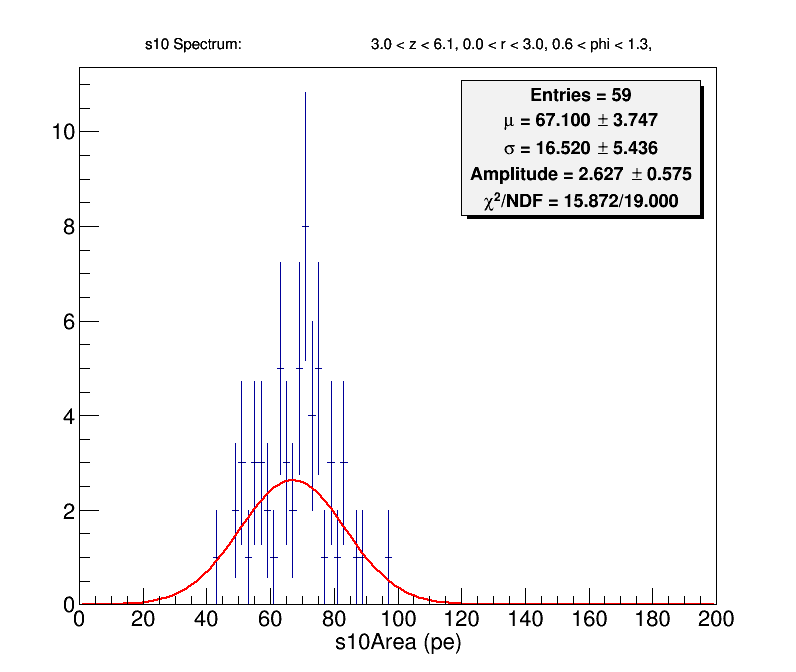 s10 Spectrum: 3.0 < z < 6.1, 0.0 < r < 3.0, 0.6 < phi < 1.3,
Entries = 59
μ = 67.100 ± 3.747
σ = 16.520 ± 5.436
Amplitude = 2.627 ± 0.575
χ²/NDF = 15.872/19.000
10
8
6
4
2
0
0 20 40 60 80 100 120 140 160 180 200
s10Area (pe)